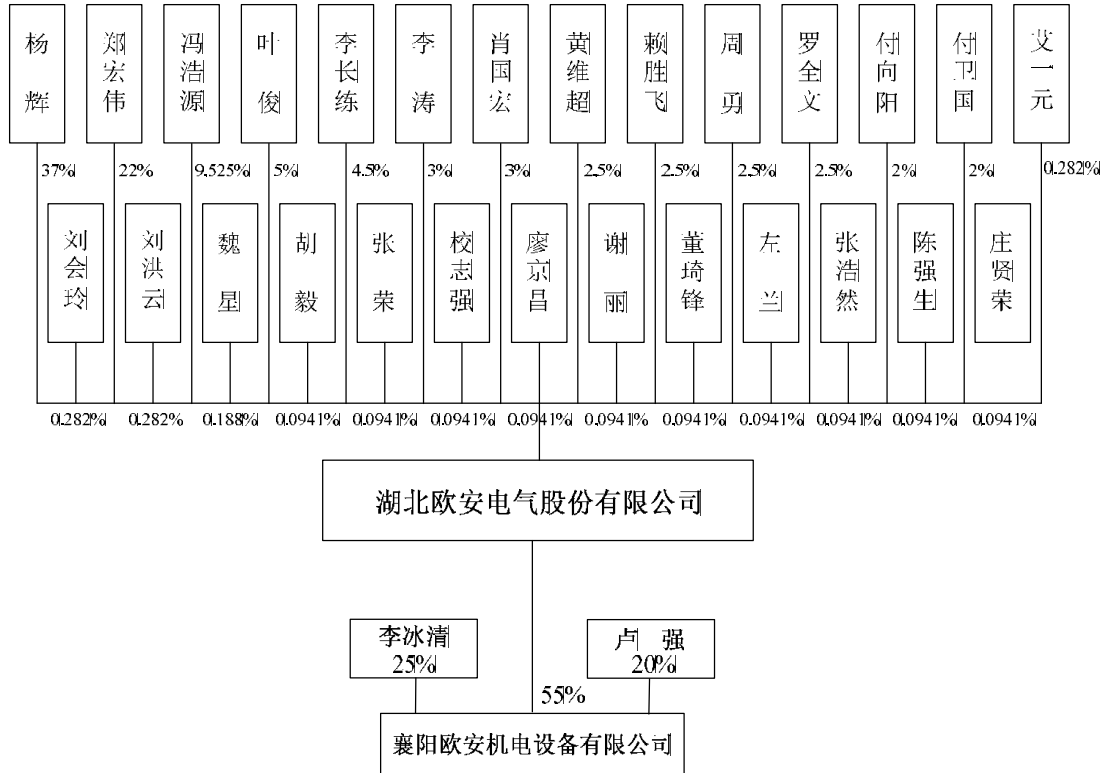 杨辉
郑宏伟
冯浩源
叶俊
李长练
李涛
肖国宏
黄维超
赖胜飞
周勇
罗全文
付向阳
付卫国
艾一元
37%
22%
9.525%
5%
4.5%
3%
3%
2.5%
2.5%
2.5%
2.5%
2%
2%
0.282%
刘会玲
刘洪云
魏星
胡毅
张荣
校志强
廖京昌
谢丽
董琦锋
左兰
张浩然
陈强生
庄贤荣
0.282%
0.282%
0.188%
0.0941%
0.0941%
0.0941%
0.0941%
0.0941%
0.0941%
0.0941%
0.0941%
0.0941%
0.0941%
湖北欧安电气股份有限公司
李冰清
25%
卢 强
20%
55%
襄阳欧安机电设备有限公司